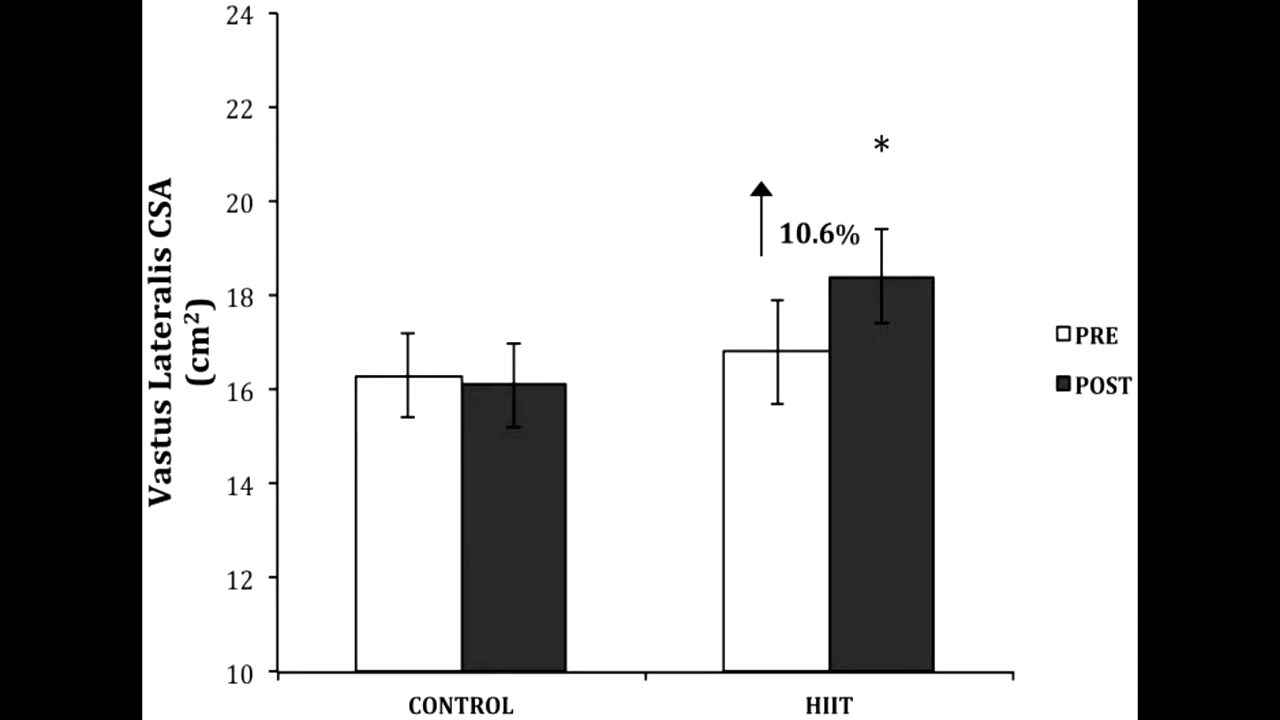 24
22
20
18
16
14
12
10
Vastus Lateralis CSA
(cm²)
*
10.6%
PRE
POST
CONTROL
HIIT